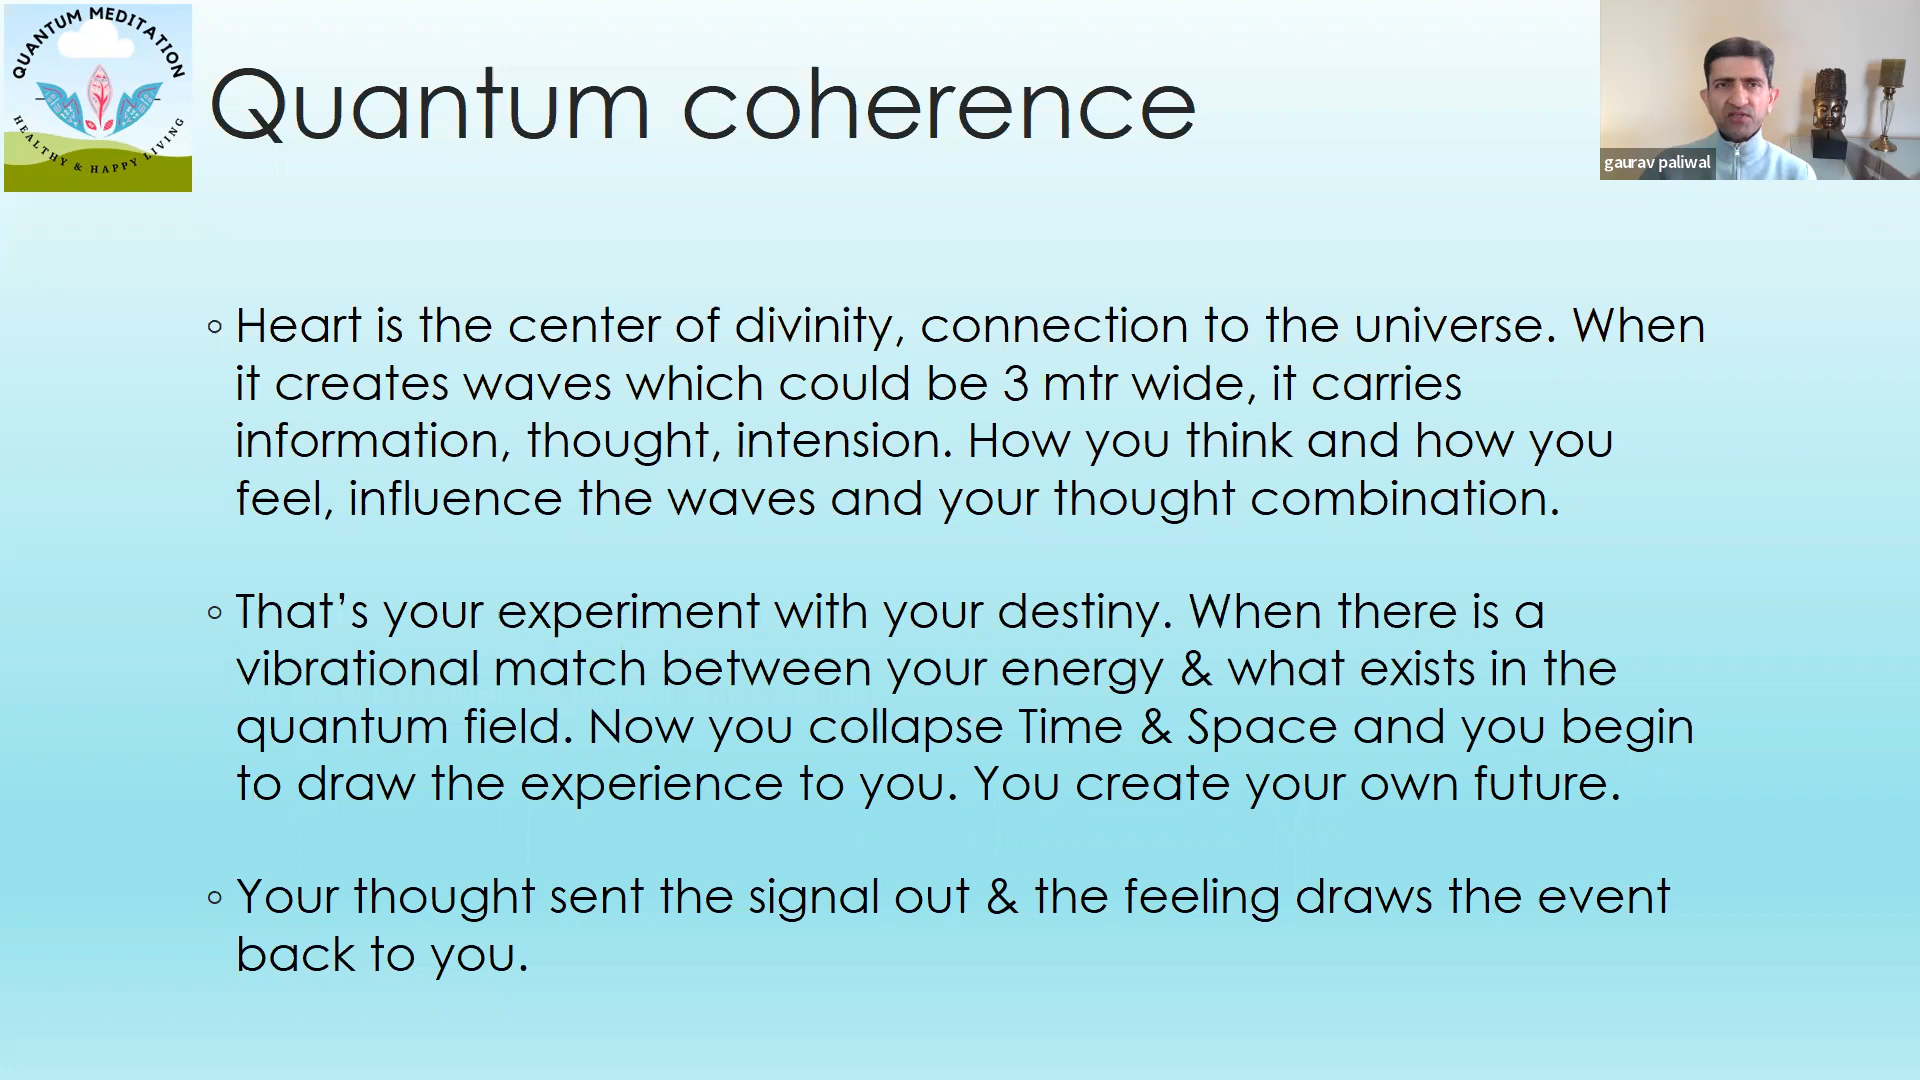 QUANTUM MEDITATION
HEALTHY & HAPPY LIVING
Quantum coherence
gaurav paliwal
◦ Heart is the center of divinity, connection to the universe. When
it creates waves which could be 3 mtr wide, it carries
information, thought, intension. How you think and how you
feel, influence the waves and your thought combination.
◦ That’s your experiment with your destiny. When there is a
vibrational match between your energy & what exists in the
quantum field. Now you collapse Time & Space and you begin
to draw the experience to you. You create your own future.
◦ Your thought sent the signal out & the feeling draws the event
back to you.